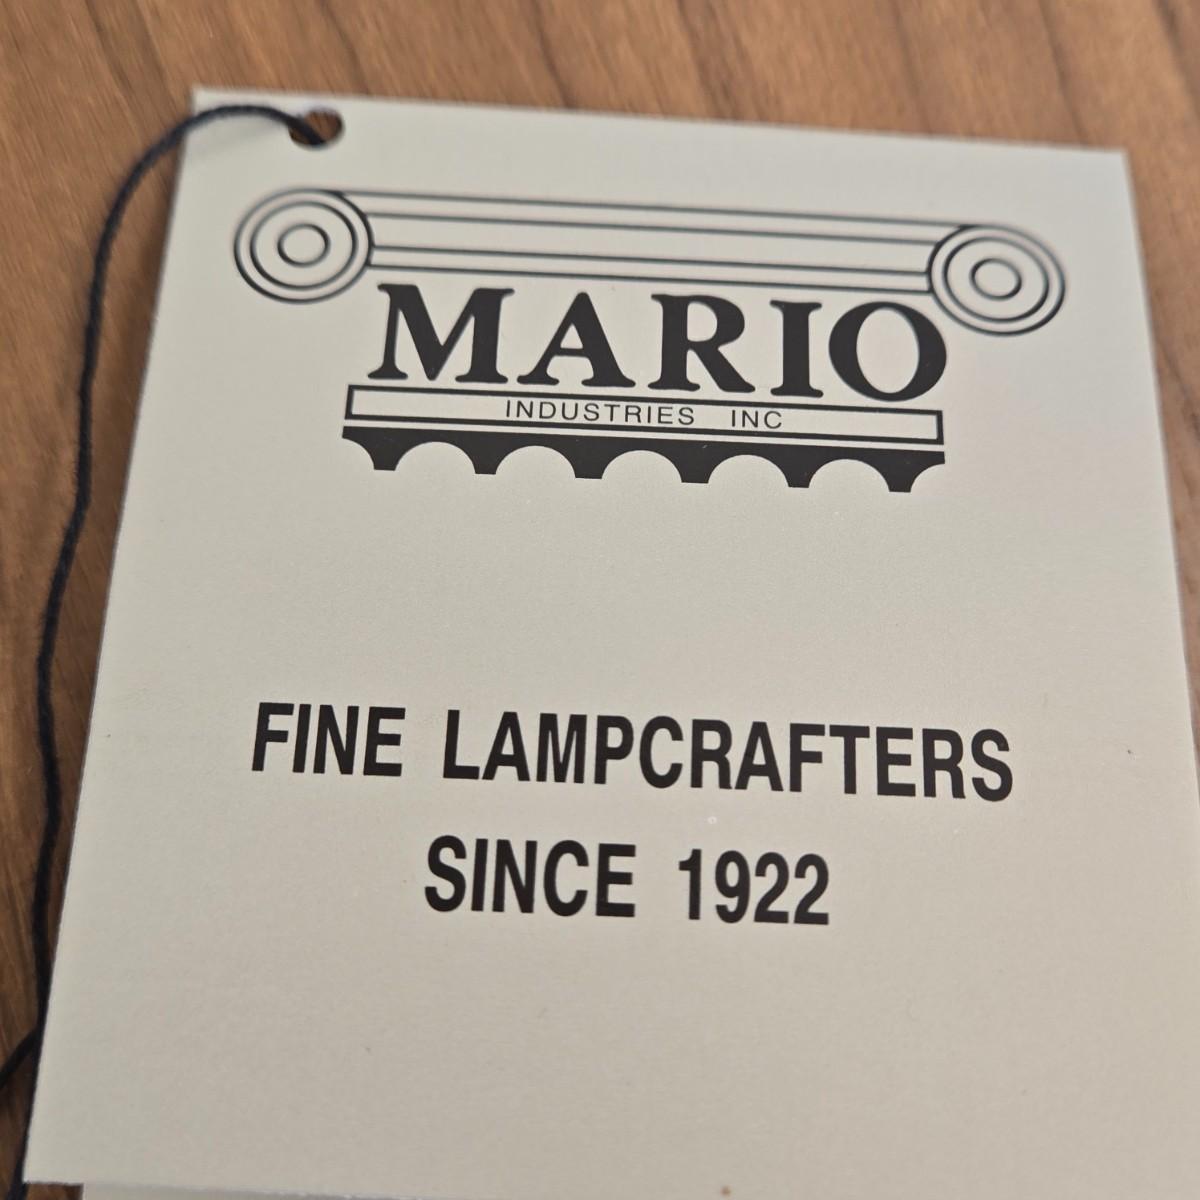 MARIO
INDUSTRIES INC
FINE LAMPCRAFTERS
SINCE 1922